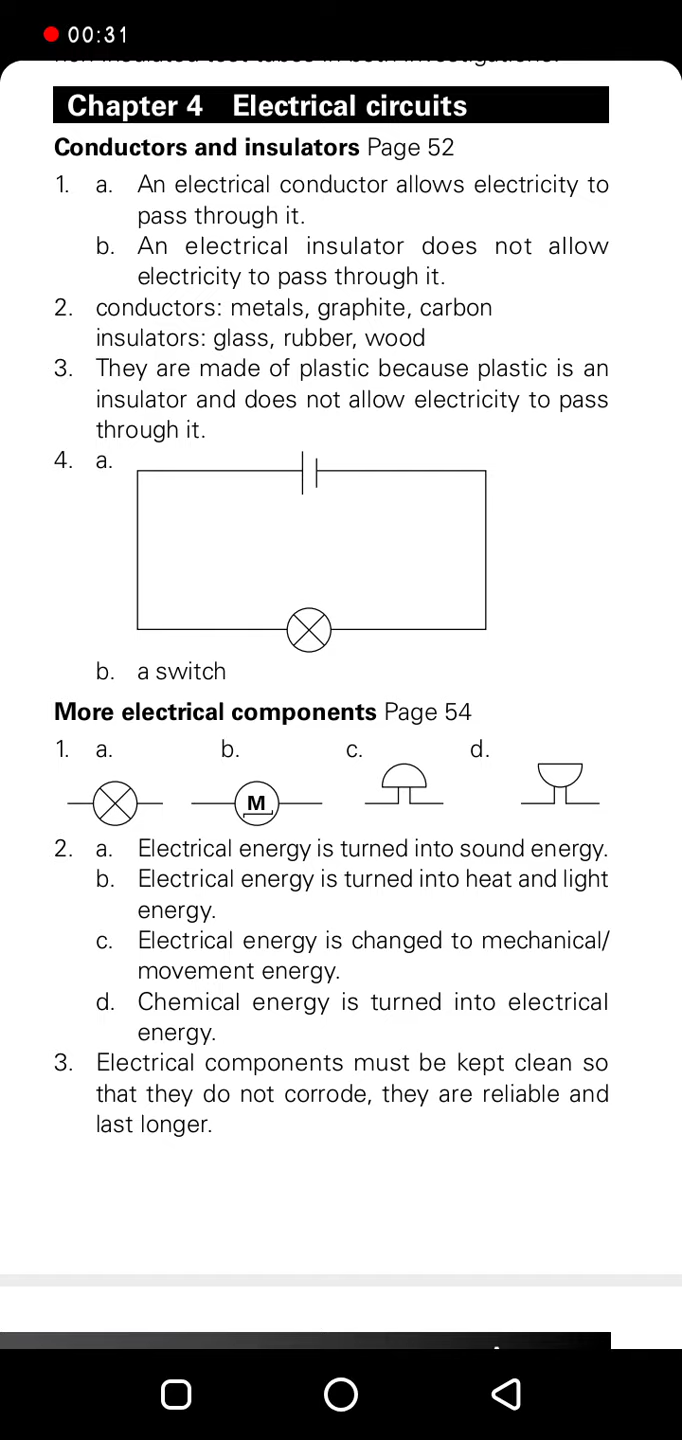 00:31
Chapter 4 Electrical circuits
Conductors and insulators Page 52
1. a. An electrical conductor allows electricity to
pass through it.
b. An electrical insulator does not allow
electricity to pass through it.
2. conductors: metals, graphite, carbon
insulators: glass, rubber, wood
3. They are made of plastic because plastic is an
insulator and does not allow electricity to pass
through it.
4. a.
b. a switch
More electrical components Page 54
1. a. b. c. d.
M
2. a. Electrical energy is turned into sound energy.
b. Electrical energy is turned into heat and light
energy.
c. Electrical energy is changed to mechanical/
movement energy.
d. Chemical energy is turned into electrical
energy.
3. Electrical components must be kept clean so
that they do not corrode, they are reliable and
last longer.